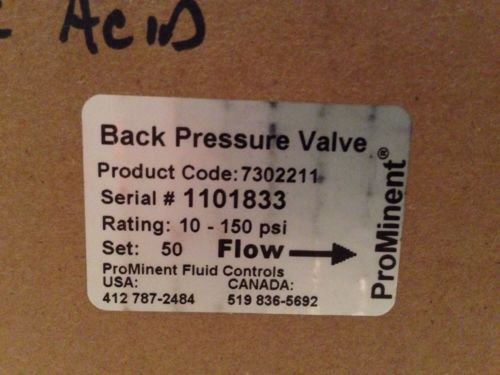 Acid
Back Pressure Valve
Product Code: 7302211
Serial # 1101833
Rating: 10 - 150 psi
Set: 50 Flow
ProMinent Fluid Controls
USA: CANADA:
412 787-2484 519 836-5692
ProMinent®